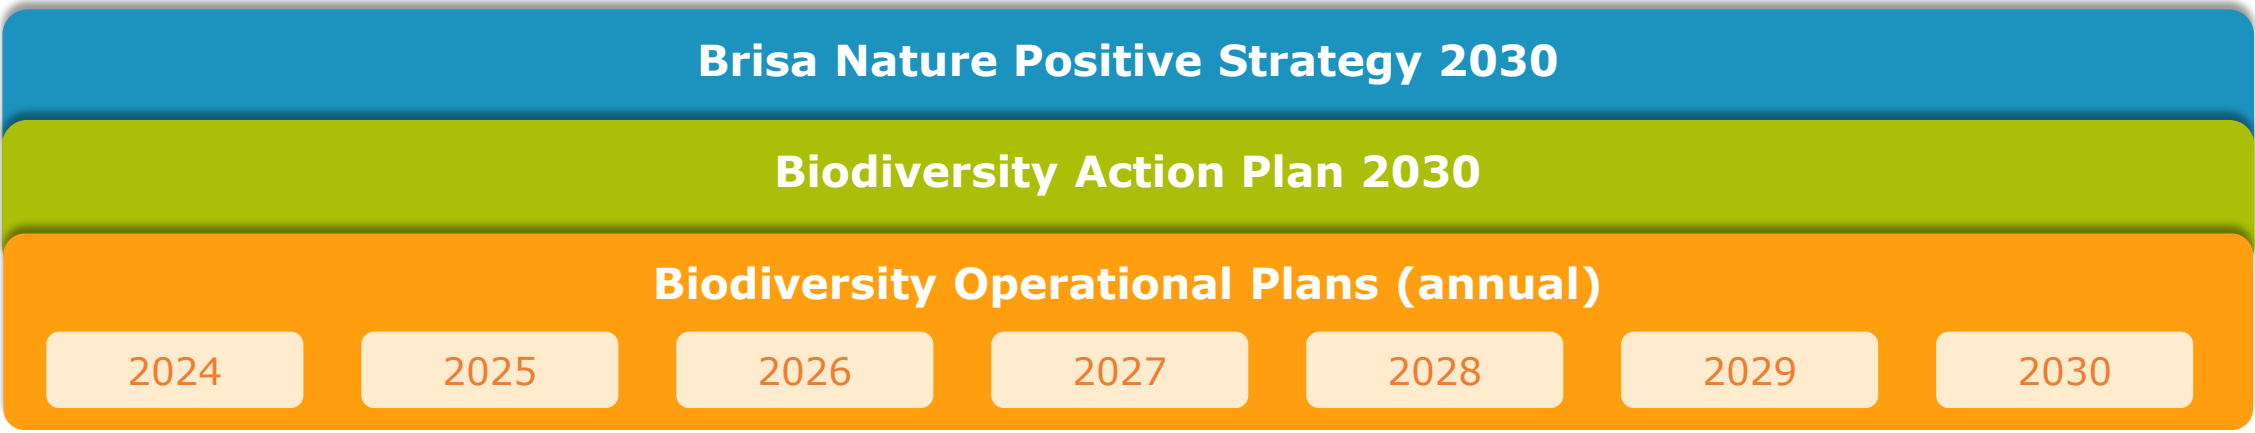 Brisa Nature Positive Strategy 2030
Biodiversity Action Plan 2030
Biodiversity Operational Plans (annual)
2024 2025 2026 2027 2028 2029 2030